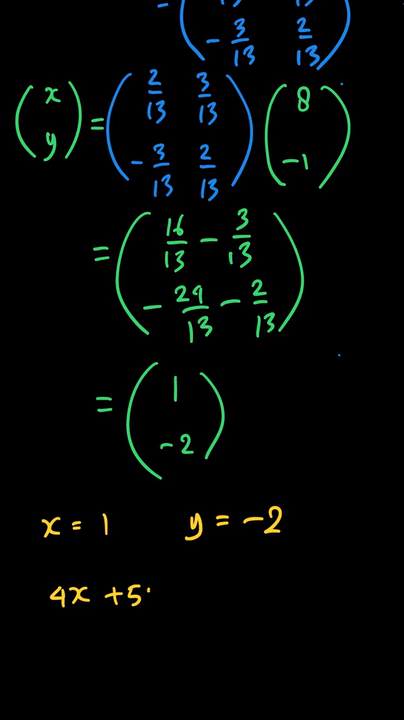 - 3/13 2/13
(x y) = (2/13 3/13 - 3/13 2/13) (8 -1)
= (16/13 - 3/13 - 24/13 - 2/13)
= (1 -2)
x = 1 y = -2
4x + 5